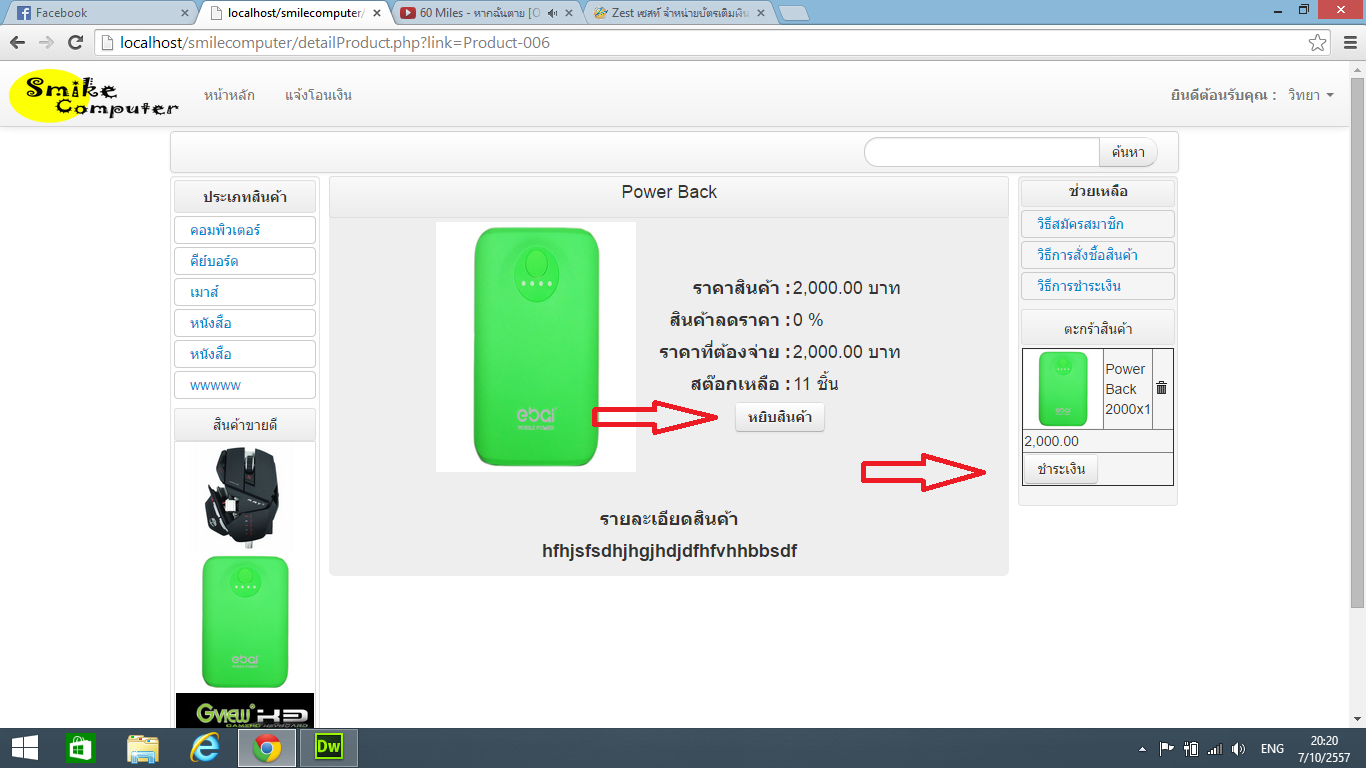 Facebook
localhost/smilecomputer/
60 Miles - หากฉันตาย [O
Zest เซสท์ จำหน่ายบัตรเติมเงิน
localhost/smilecomputer/detailProduct.php?link=Product-006
Smike Computer
หน้าหลัก
แจ้งโอนเงิน
ยินดีต้อนรับคุณ : วิทยา
ค้นหา
ประเภทสินค้า
คอมพิวเตอร์
คีย์บอร์ด
เมาส์
หนังสือ
หนังสือ
wwwww
สินค้าขายดี
ebai
GVIEW
Power Back
ebai
ราคาสินค้า :2,000.00 บาท
สินค้าลดราคา :0 %
ราคาที่ต้องจ่าย :2,000.00 บาท
สต๊อกเหลือ :11 ชิ้น
หยิบสินค้า
รายละเอียดสินค้า
hfhjsfsdhjhgjhdjdfhfvhhbbsdf
ช่วยเหลือ
วิธีสมัครสมาชิก
วิธีการสั่งซื้อสินค้า
วิธีการชำระเงิน
ตะกร้าสินค้า
Power
Back
2000x1
2,000.00
ชำระเงิน
Dw
ENG
20:20
7/10/2557